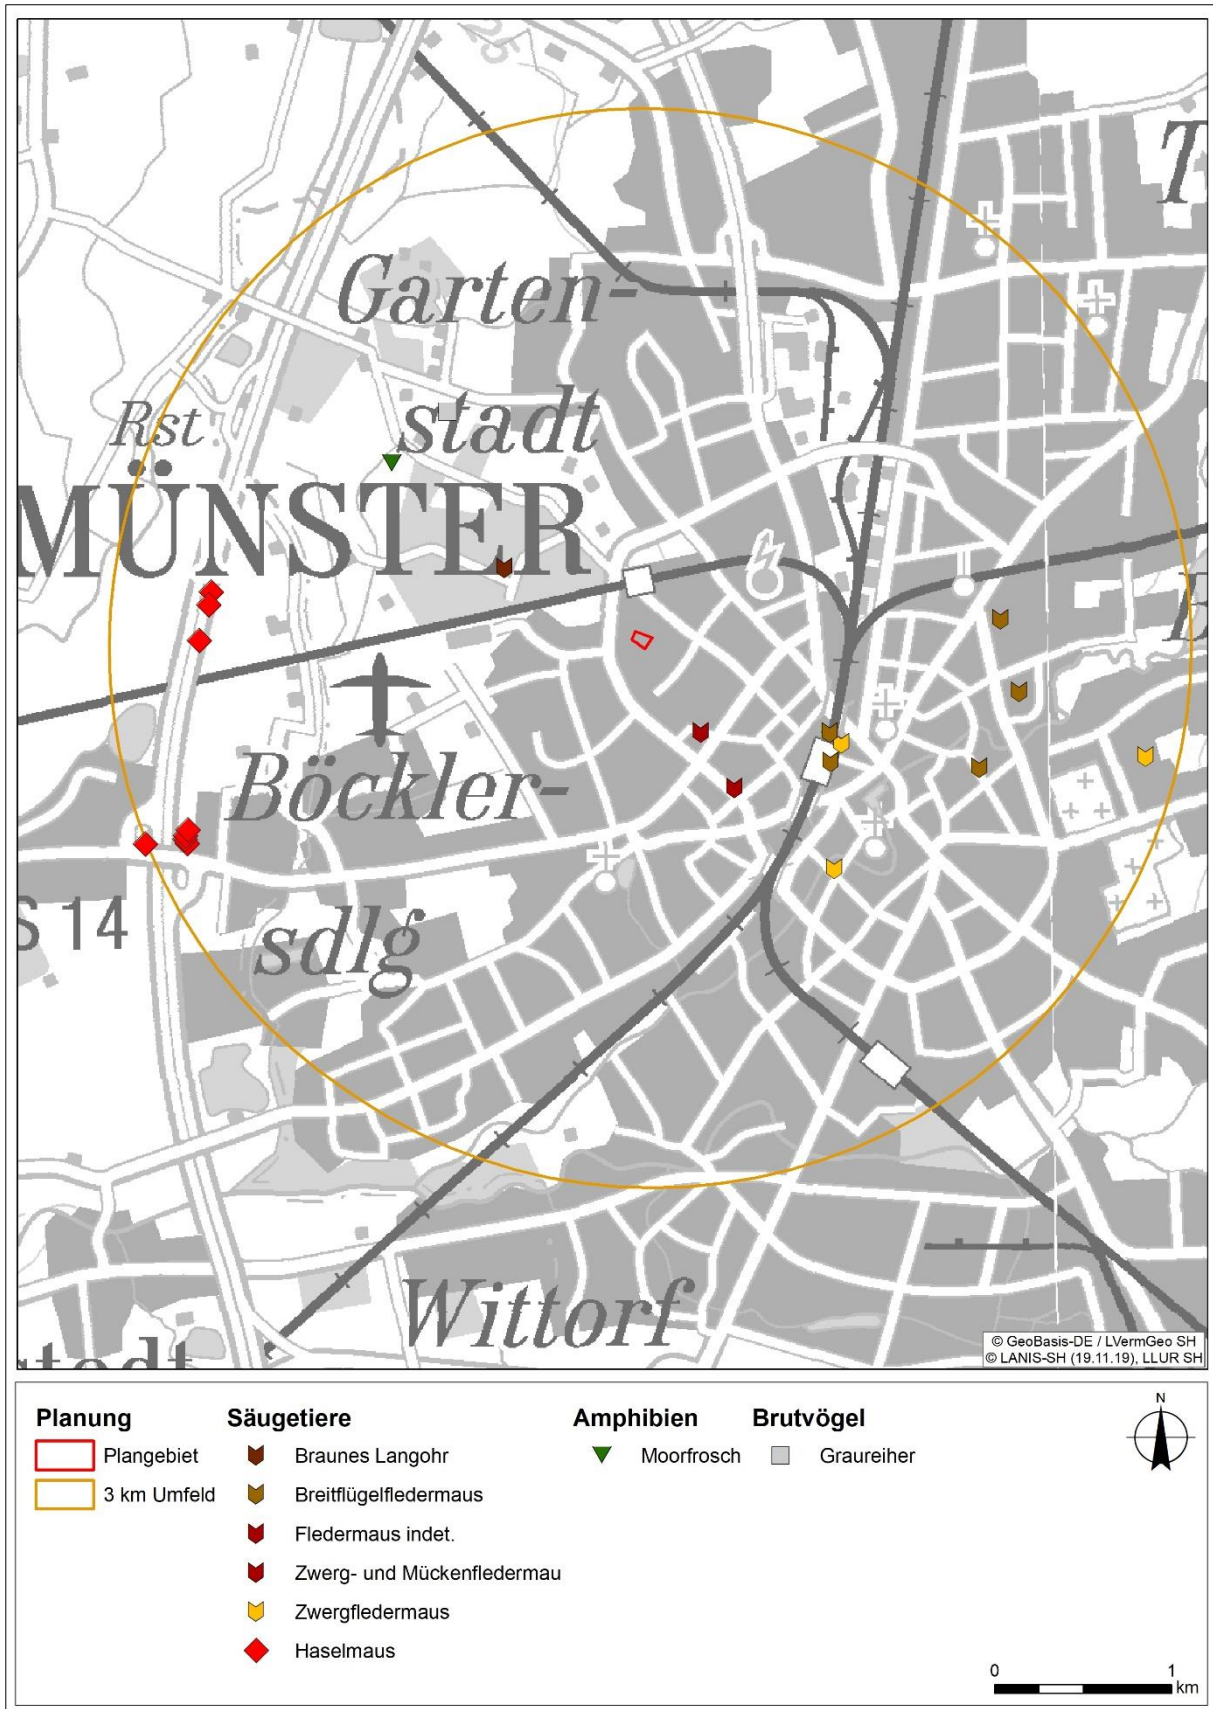 T
Garten-
stadt
Rst
MÜNSTER
E
Böckler-
S 14
sdlg
Wittorf
stedt
© GeoBasis-DE / LVermGeo SH
© LANIS-SH (19.11.19), LLUR SH
Planung
Plangebiet
3 km Umfeld
Säugetiere
Braunes Langohr
Breitflügelfledermaus
Fledermaus indet.
Zwerg- und Mückenfledermau
Zwergfledermaus
Haselmaus
Amphibien
Moorfrosch
Brutvögel
Graureiher
N
0 1
km